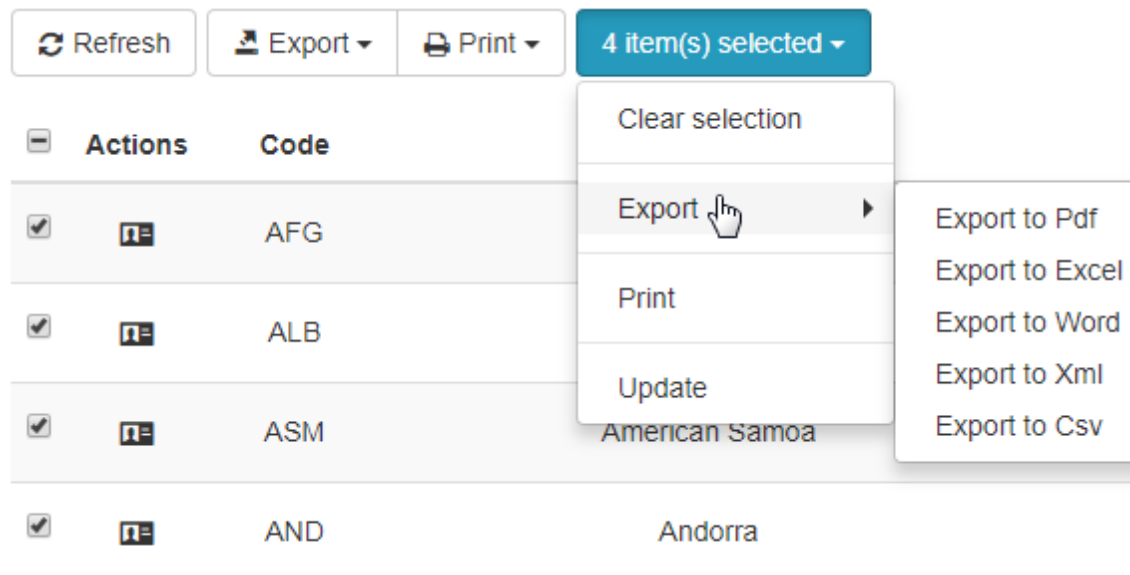 Refresh Export Print 4 item(s) selected
Clear selection
Actions Code
Export
Export to Pdf
Export to Excel
Export to Word
Export to Xml
Export to Csv
Print
Update
AFG
ALB
ASM American Samoa
AND Andorra